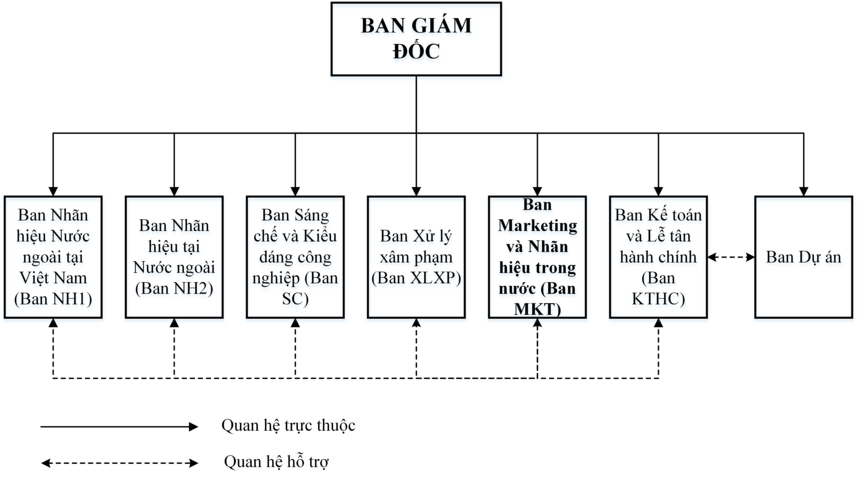 BAN GIÁM
ĐỐC
Ban Nhãn
hiệu Nước
ngoài tại
Việt Nam
(Ban NH1)
Ban Nhãn
hiệu tại
Nước ngoài
(Ban NH2)
Ban Sáng
chế và Kiểu
dáng công
nghiệp (Ban
SC)
Ban Xử lý
xâm phạm
(Ban XLXP)
Ban
Marketing
và Nhãn
hiệu trong
nước (Ban
MKT)
Ban Kế toán
và Lễ tân
hành chính
(Ban
KTHC)
Ban Dự án
Quan hệ trực thuộc
Quan hệ hỗ trợ